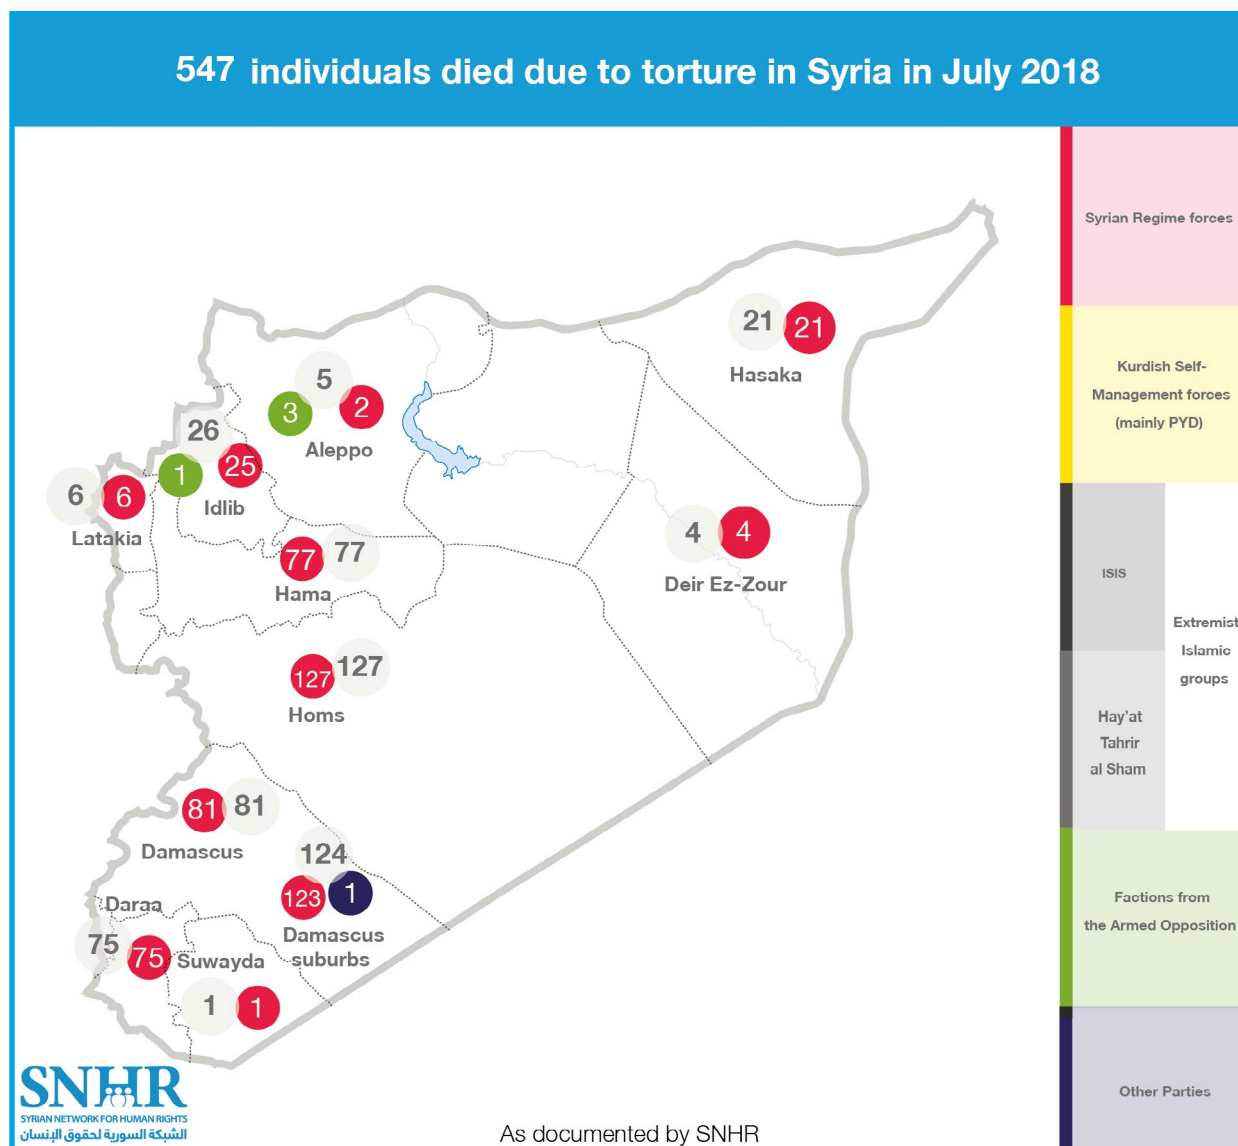 547 individuals died due to torture in Syria in July 2018
Syrian Regime forces
Kurdish Self-
Management forces
(mainly PYD)
ISIS
Extremist
Islamic
groups
Hay'at
Tahrir
al Sham
Factions from
the Armed Opposition
Other Parties
21 21
Hasaka
5
3 2
Aleppo
26
1 25
Idlib
6 6
Latakia
77 77
Hama
4 4
Deir Ez-Zour
127 127
Homs
81 81
Damascus
124
123 1
Damascus
suburbs
Daraa
75 75
Suwayda
1 1
SNHR
SYRIAN NETWORK FOR HUMAN RIGHTS
الشبكة السورية لحقوق الإنسان
As documented by SNHR